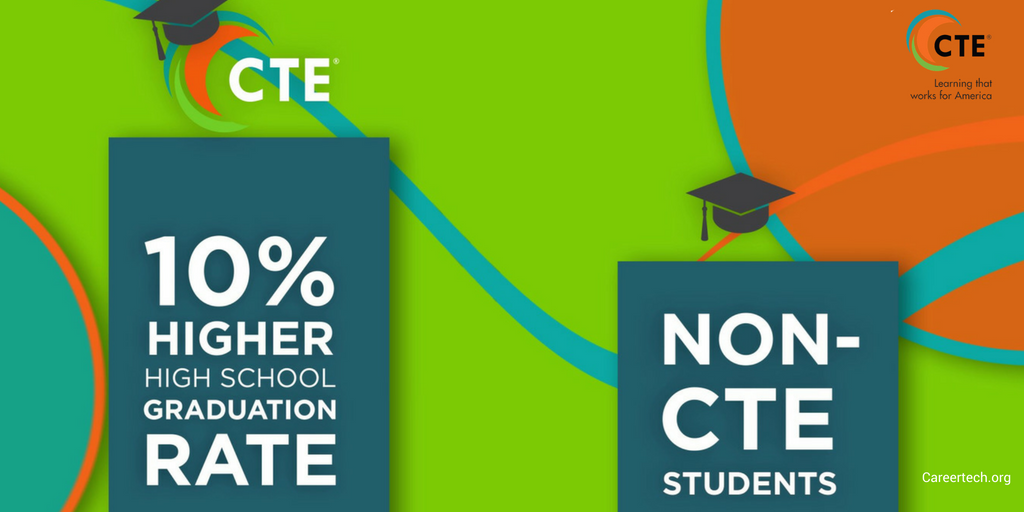 CTE®
10%
HIGHER
HIGH SCHOOL
GRADUATION
RATE
NON-
CTE
STUDENTS
CTE®
Learning that
works for America
Careertech.org